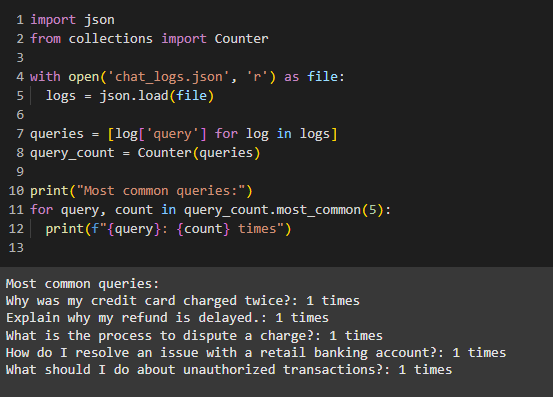 1 import json
2 from collections import Counter
3
4 with open('chat_logs.json', 'r') as file:
5   logs = json.load(file)
6
7 queries = [log['query'] for log in logs]
8 query_count = Counter(queries)
9
10 print("Most common queries:")
11 for query, count in query_count.most_common(5):
12   print(f"{query}: {count} times")
13
Most common queries:
Why was my credit card charged twice?: 1 times
Explain why my refund is delayed.: 1 times
What is the process to dispute a charge?: 1 times
How do I resolve an issue with a retail banking account?: 1 times
What should I do about unauthorized transactions?: 1 times